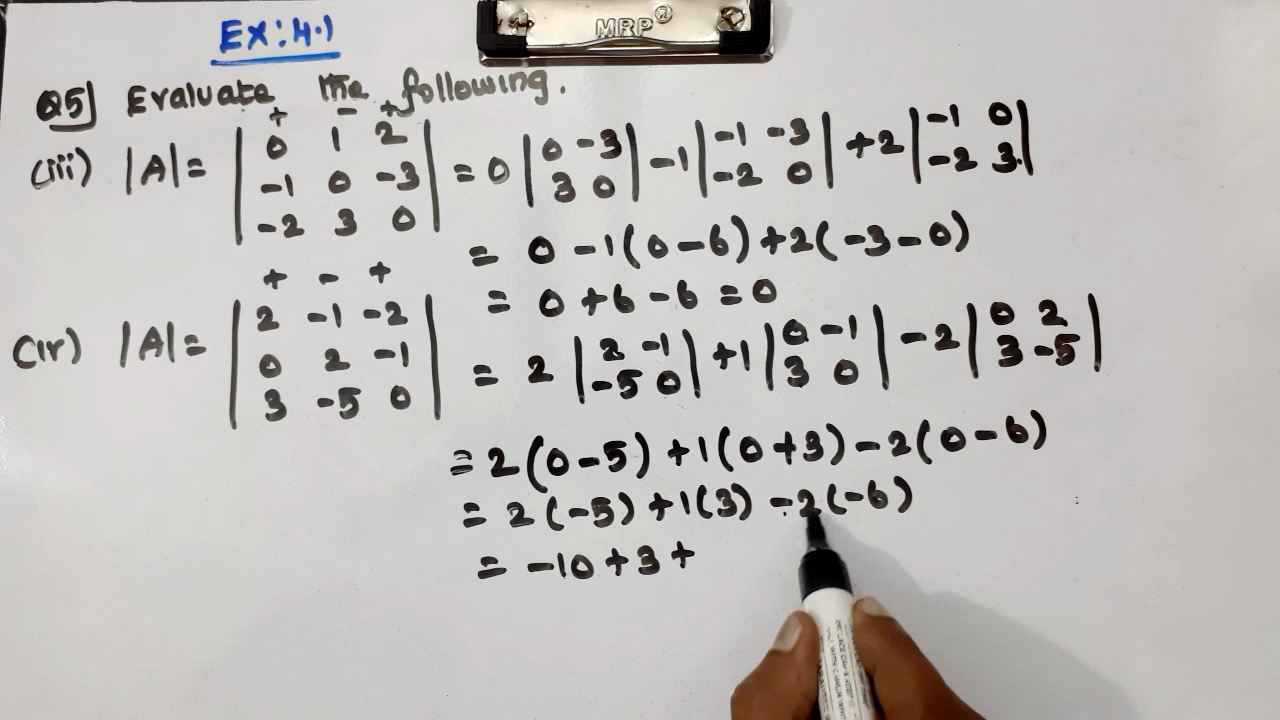 MRP®
Ex: 4.1
Q5] Evaluate the following.
+ - +
(iii) |A| = | 0 1 2 | = 0 | 0 -3 | -1 | -1 -3 | +2 | -1 0 |
| -1 0 -3 | | 3 0 | | -2 0 | | -2 3 |
| -2 3 0 |
= 0 -1(0-6)+2(-3-0)
= 0+6-6=0
+ - +
(iv) |A| = | 2 -1 -2 | = 2 | 2 -1 | +1 | 0 -1 | -2 | 0 2 |
| 0 2 -1 | | -5 0 | | 3 0 | | 3 -5 |
| 3 -5 0 |
= 2(0-5)+1(0+3)-2(0-6)
= 2(-5)+1(3)-2(-6)
= -10+3+